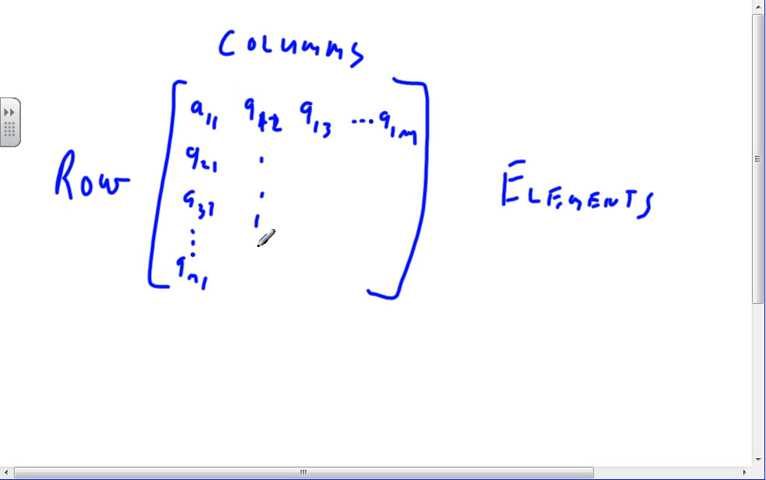 Columns
a11 a12 a13 ...a1m
a21 .
Row a31 . Elements
⋮ .
an1